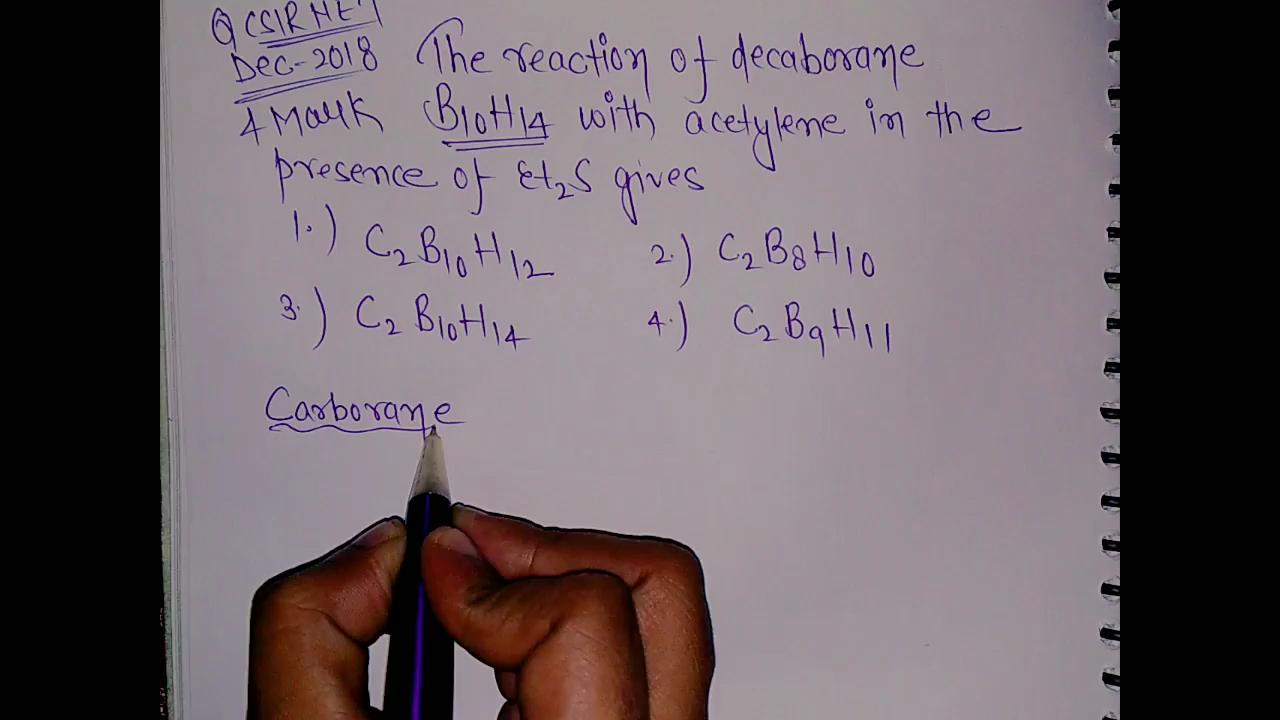 Q CSIR NET
Dec-2018 The reaction of decaborane
4 Mark B10H14 with acetylene in the
presence of Et2S gives
1.) C2B10H12 2.) C2B8H10
3.) C2B10H14 4.) C2B9H11
Carborane